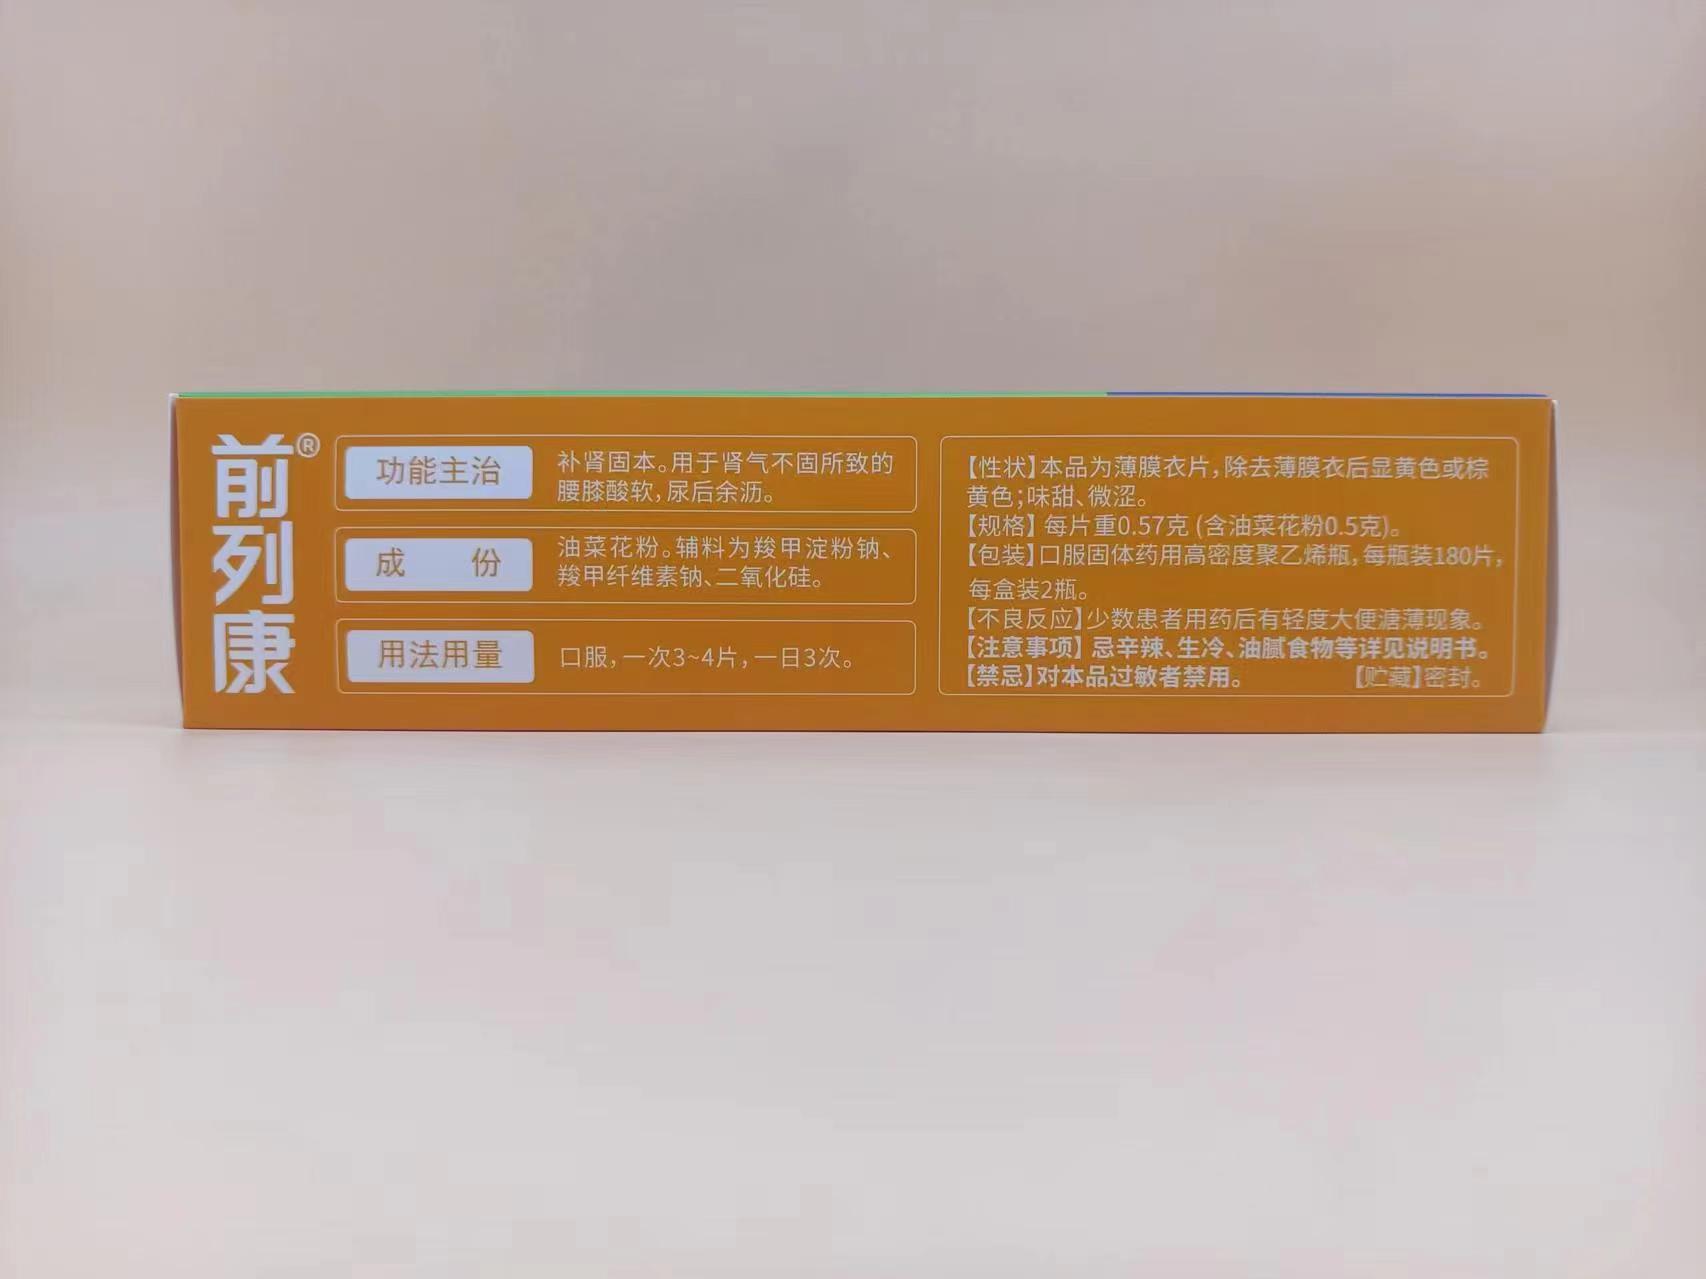 前列康®
功能主治
补肾固本。用于肾气不固所致的
腰膝酸软，尿后余沥。
成 份
油菜花粉。辅料为羧甲淀粉钠、
羧甲纤维素钠、二氧化硅。
用法用量
口服，一次3~4片，一日3次。
【性状】本品为薄膜衣片，除去薄膜衣后显黄色或棕
黄色；味甜、微涩。
【规格】每片重0.57克 (含油菜花粉0.5克)。
【包装】口服固体药用高密度聚乙烯瓶，每瓶装180片，
每盒装2瓶。
【不良反应】少数患者用药后有轻度大便溏薄现象。
【注意事项】忌辛辣、生冷、油腻食物等详见说明书。
【禁忌】对本品过敏者禁用。 【贮藏】密封。